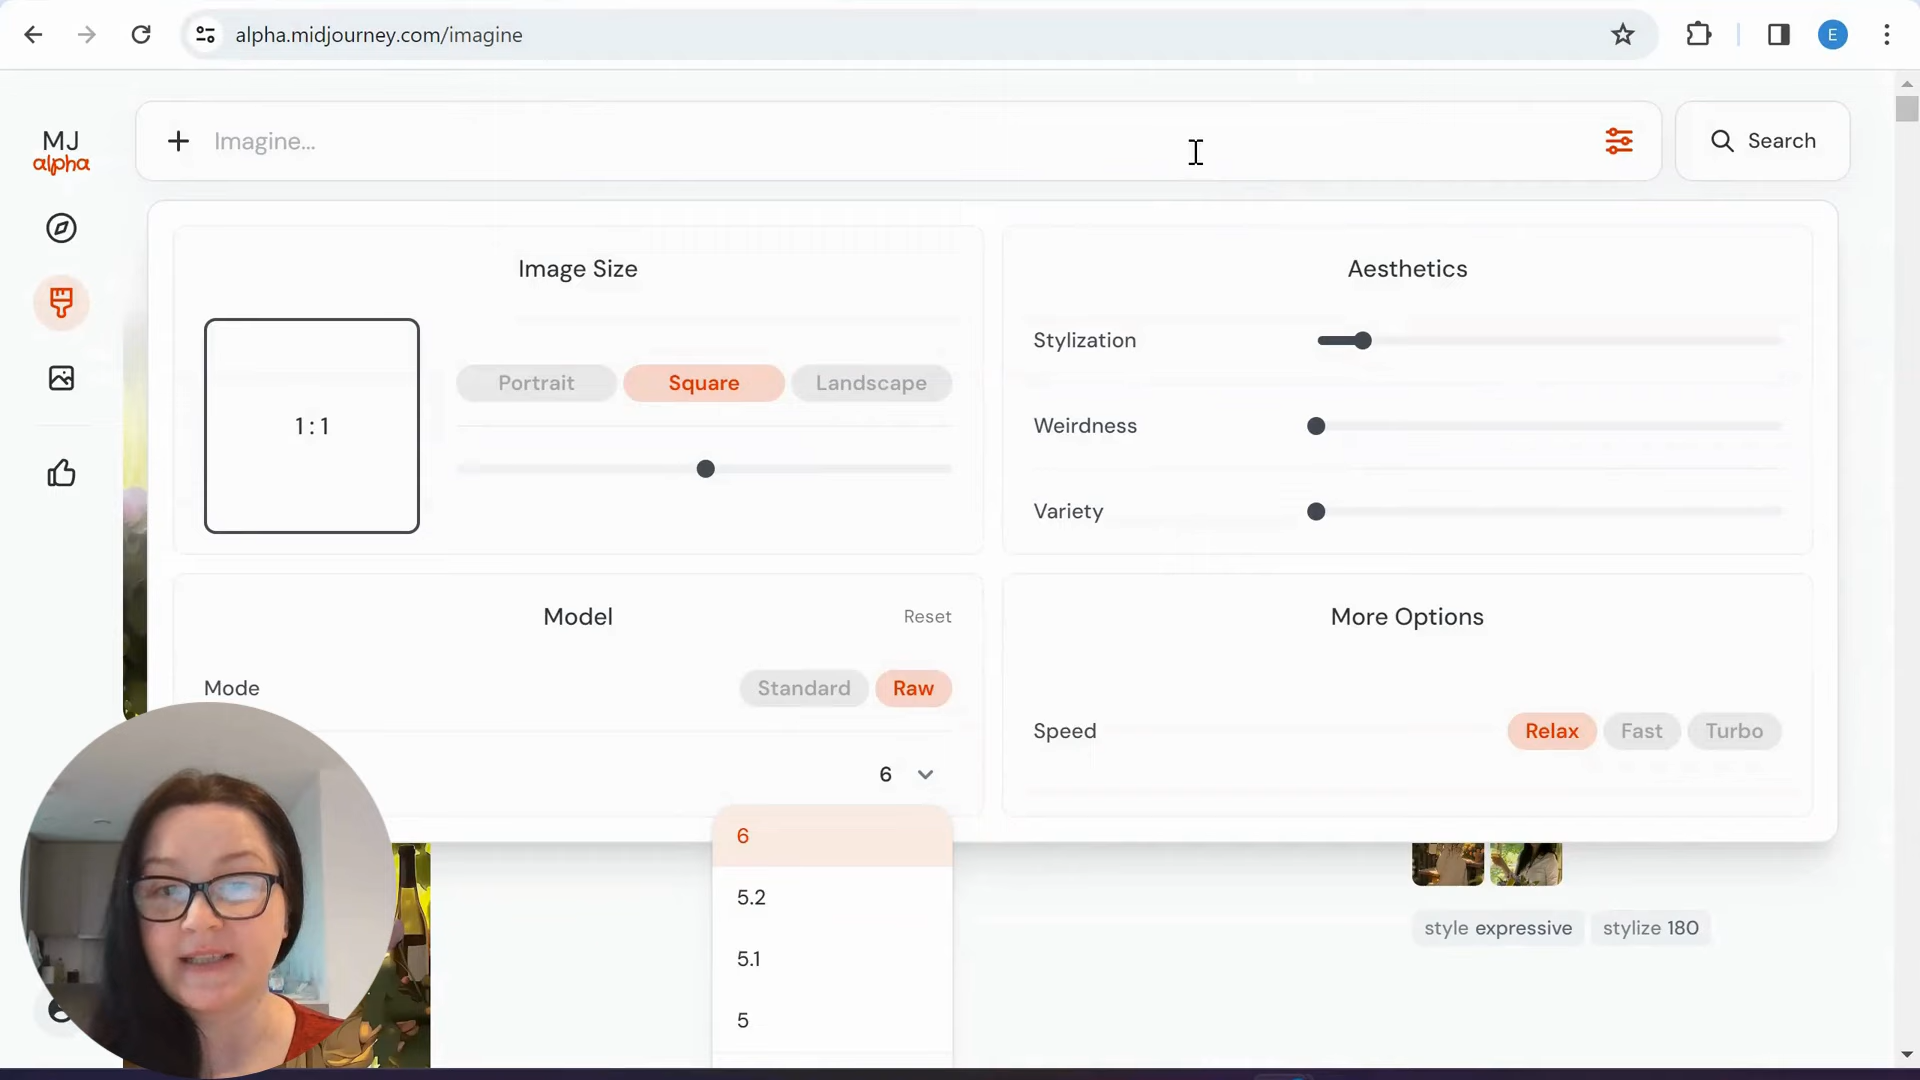 alpha.midjourney.com/imagine
E
MJ
alpha
Imagine...
Search
Image Size
1 : 1
Portrait
Square
Landscape
Aesthetics
Stylization
Weirdness
Variety
Model
Reset
Mode
Standard
Raw
6
6
5.2
5.1
5
More Options
Speed
Relax
Fast
Turbo
style expressive
stylize 180